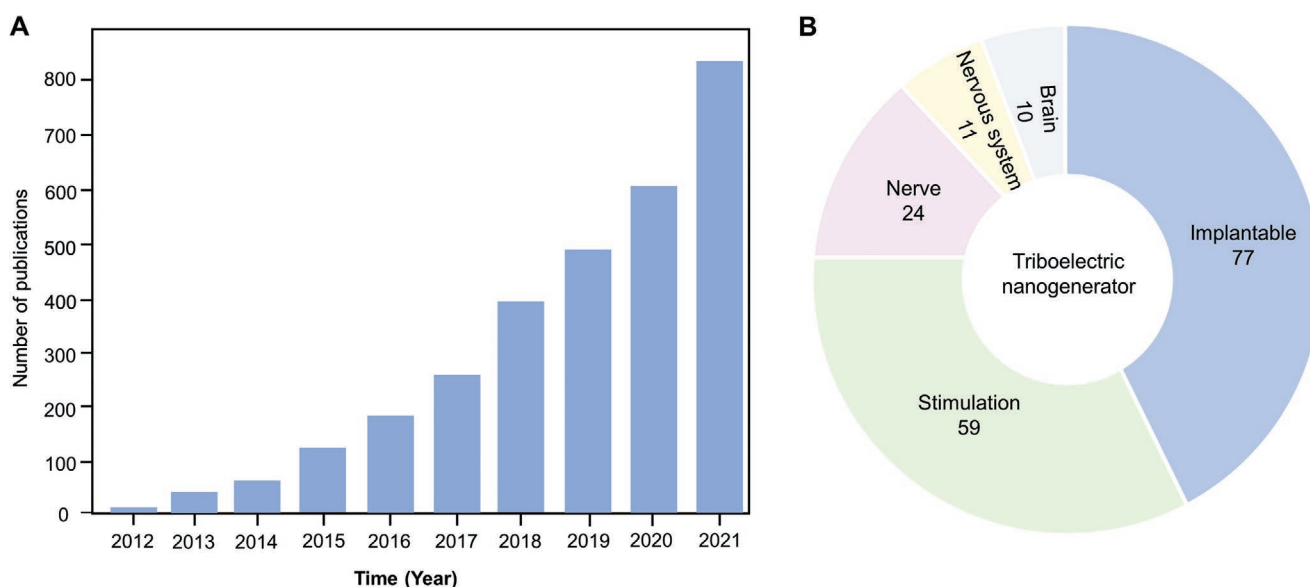 A
Number of publications
800
700
600
500
400
300
200
100
0
2012 2013 2014 2015 2016 2017 2018 2019 2020 2021
Time (Year)
B
Brain
10
Nervous system
11
Nerve
24
Implantable
77
Triboelectric
nanogenerator
Stimulation
59